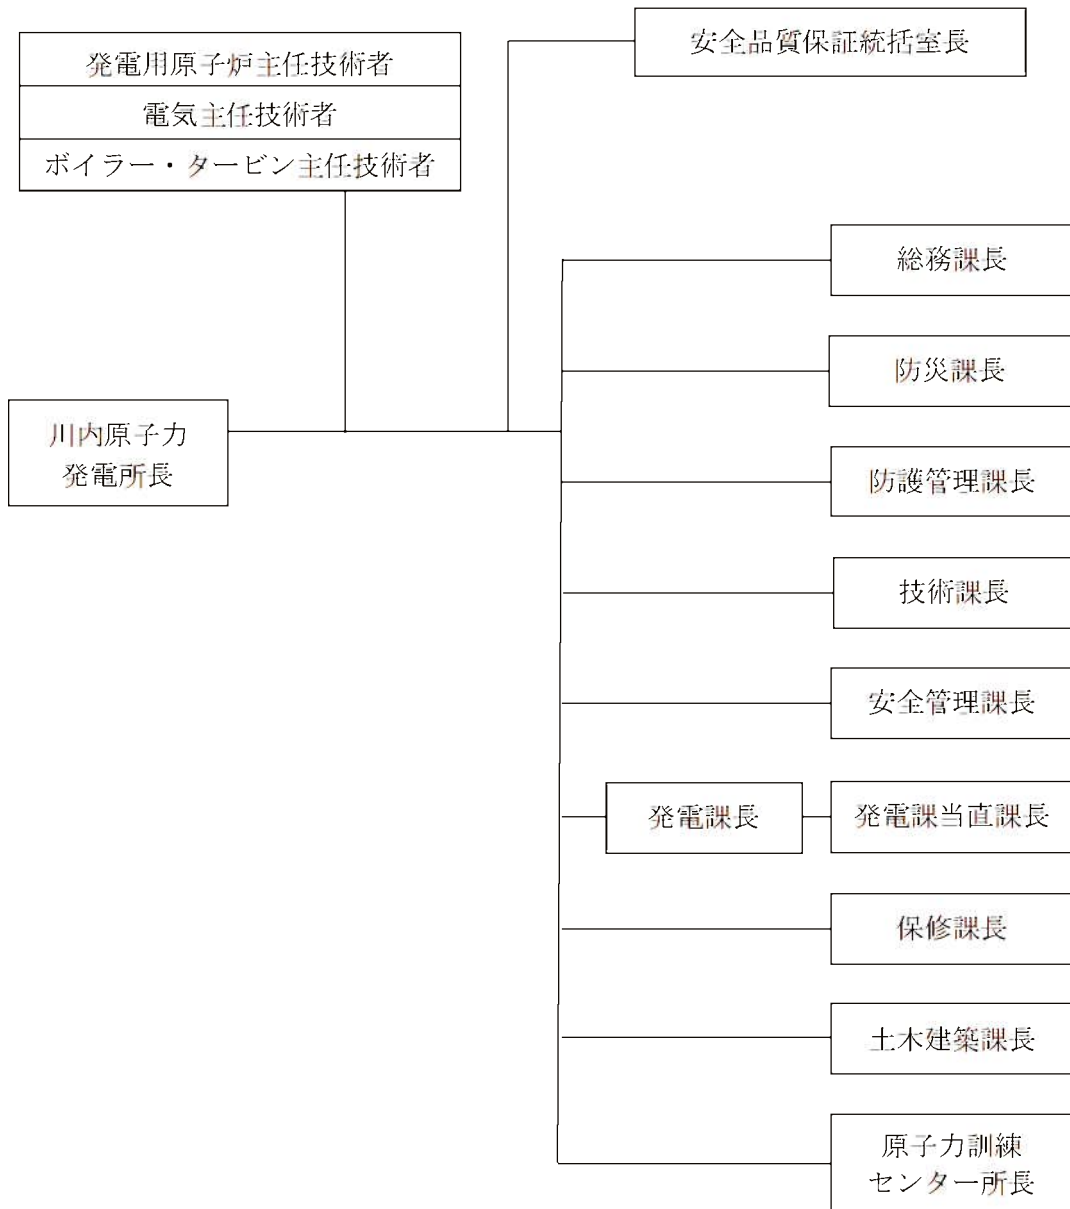 発電用原子炉主任技術者
電気主任技術者
ボイラー・タービン主任技術者
安全品質保証統括室長
川内原子力
発電所長
総務課長
防災課長
防護管理課長
技術課長
安全管理課長
発電課長
発電課当直課長
保修課長
土木建築課長
原子力訓練
センター所長